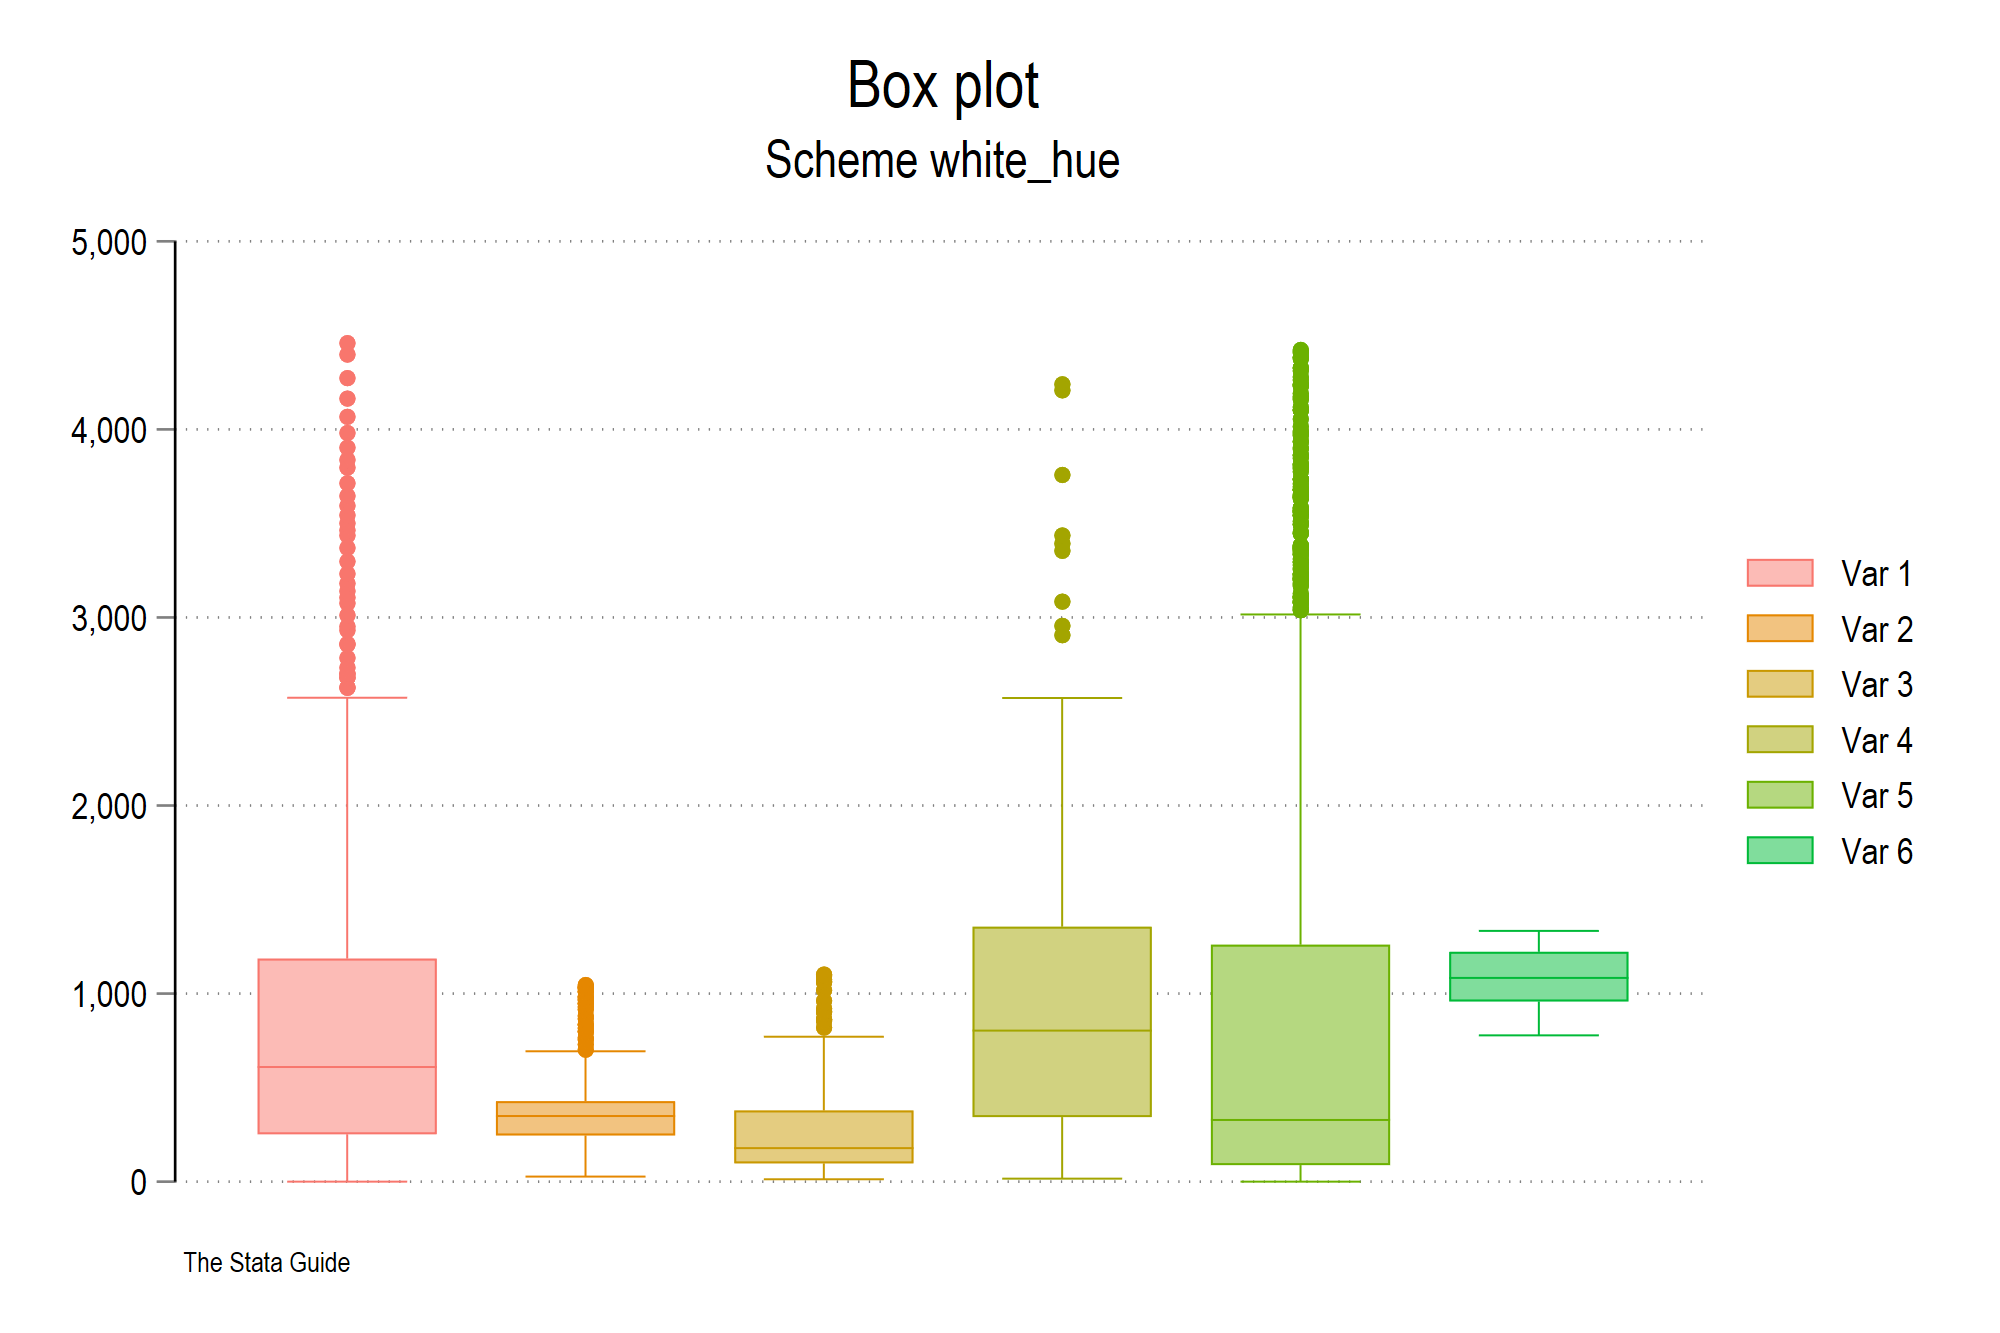 Box plot
Scheme white_hue
5,000
4,000
3,000
2,000
1,000
0
Var 1
Var 2
Var 3
Var 4
Var 5
Var 6
The Stata Guide